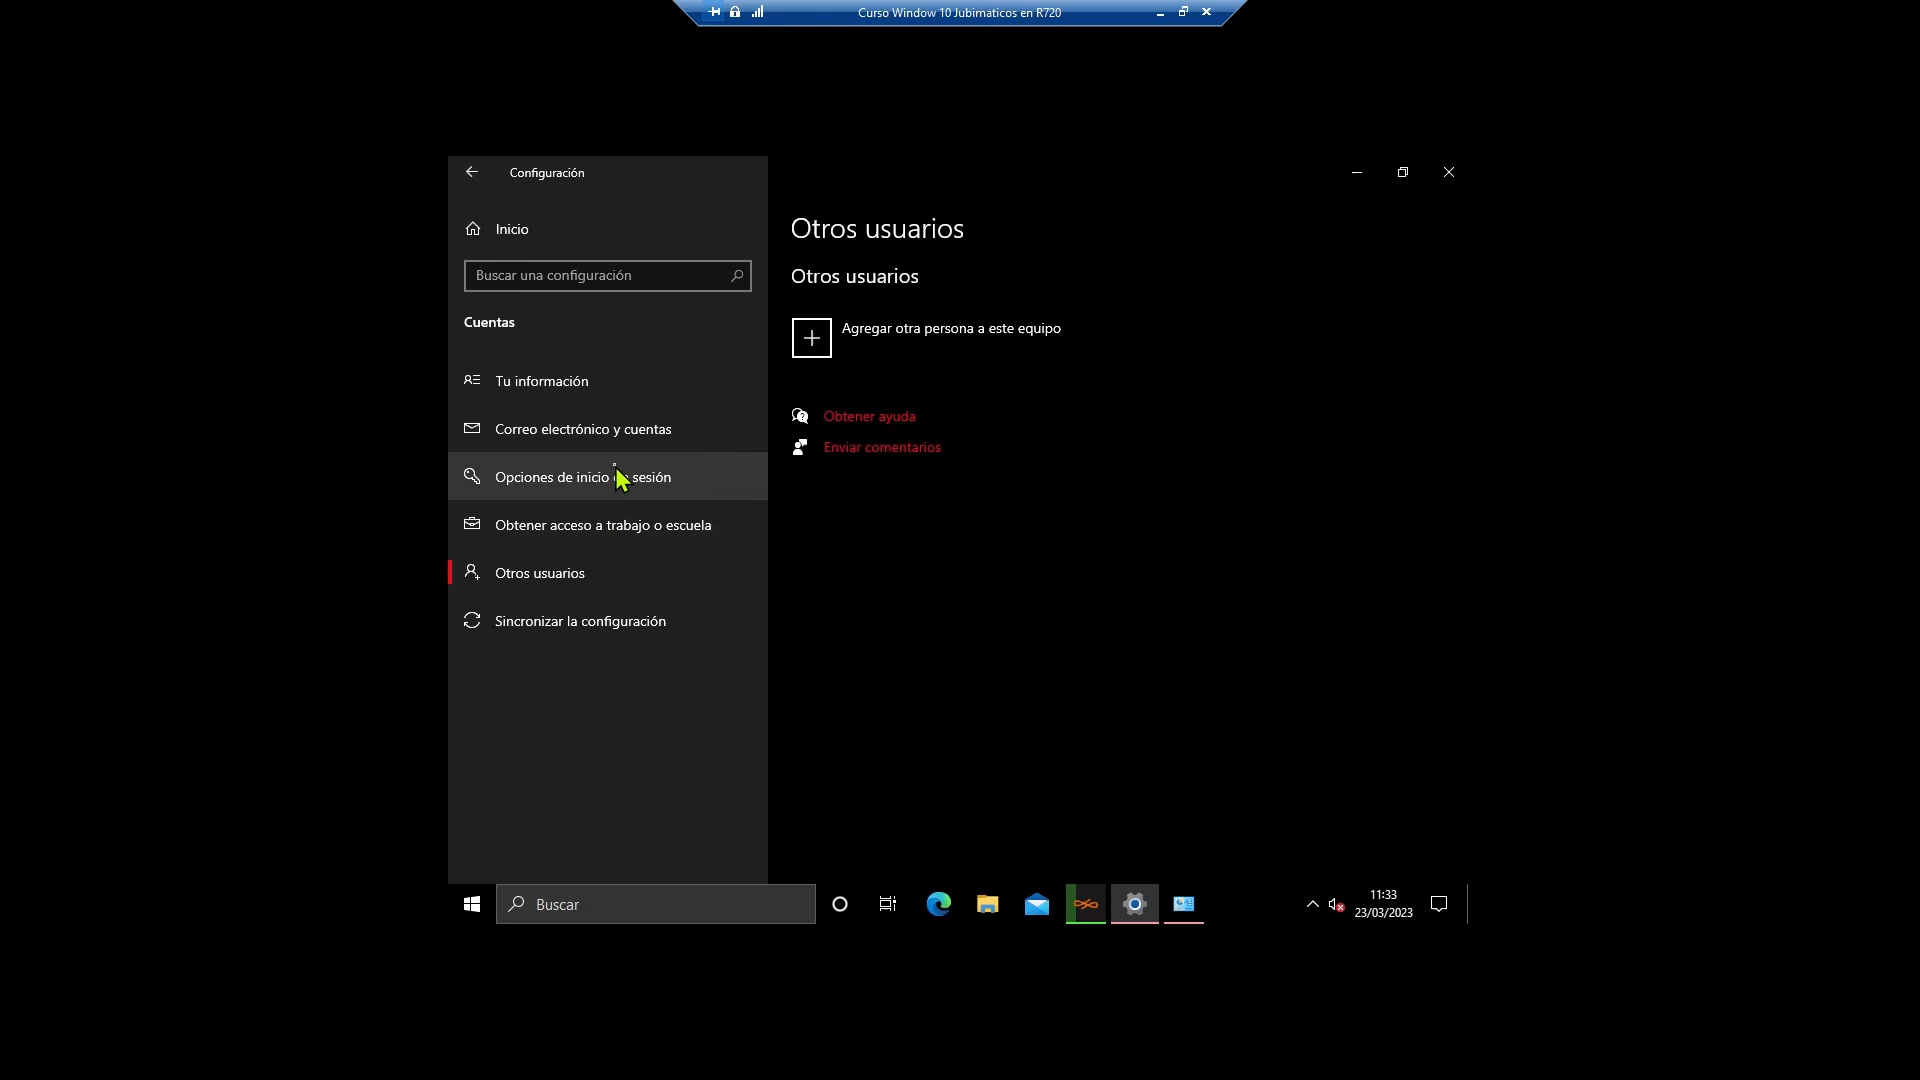 Curso Window 10 Jubimaticos en R720
Configuración
Inicio
Buscar una configuración
Cuentas
Tu información
Correo electrónico y cuentas
Opciones de inicio sesión
Obtener acceso a trabajo o escuela
Otros usuarios
Sincronizar la configuración
Otros usuarios
Otros usuarios
Agregar otra persona a este equipo
Obtener ayuda
Enviar comentarios
Buscar
11:33
23/03/2023